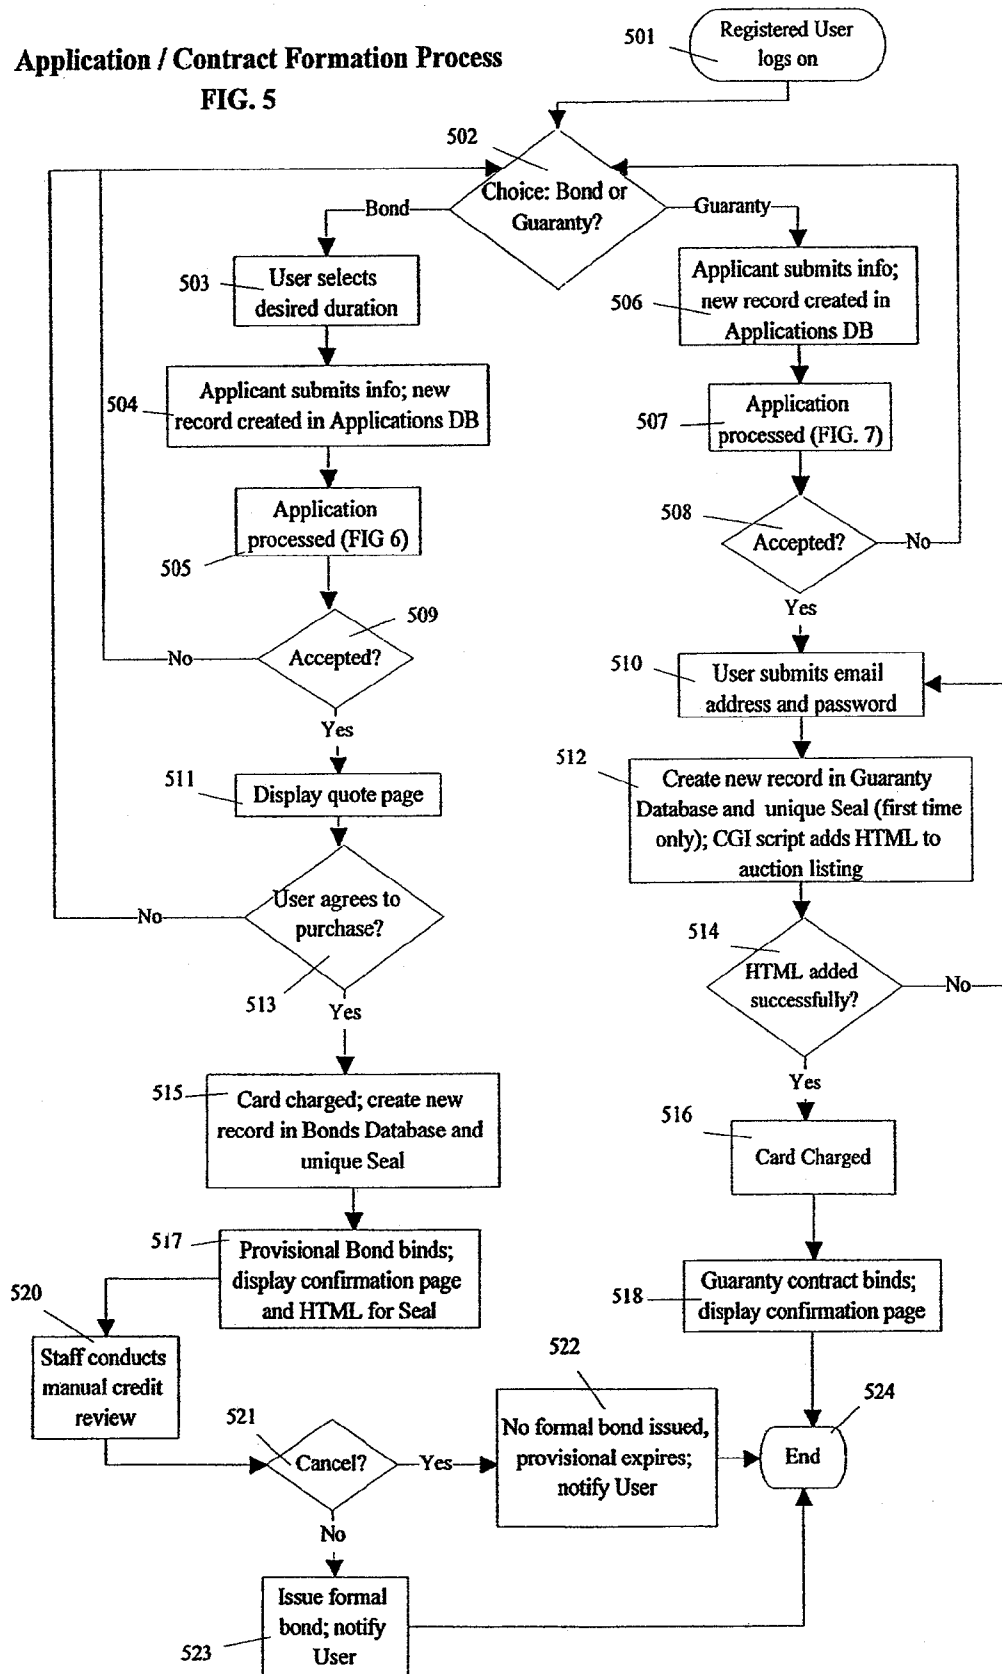 Application / Contract Formation Process
FIG. 5
501
Registered User
logs on
502
Choice: Bond or
Guaranty?
Bond
Guaranty
503
User selects
desired duration
Applicant submits info;
new record created in
Applications DB
506
504
Applicant submits info; new
record created in Applications DB
507
Application
processed (FIG. 7)
505
Application
processed (FIG 6)
508
Accepted?
No
Yes
509
Accepted?
No
Yes
510
User submits email
address and password
511
Display quote page
512
Create new record in Guaranty
Database and unique Seal (first time
only); CGI script adds HTML to
auction listing
User agrees to
purchase?
No
513
Yes
514
HTML added
successfully?
No
Yes
515
Card charged; create new
record in Bonds Database and
unique Seal
516
Card Charged
517
Provisional Bond binds;
display confirmation page
and HTML for Seal
518
Guaranty contract binds;
display confirmation page
520
Staff conducts
manual credit
review
521
Cancel?
Yes
No
522
No formal bond issued,
provisional expires;
notify User
524
End
523
Issue formal
bond; notify
User